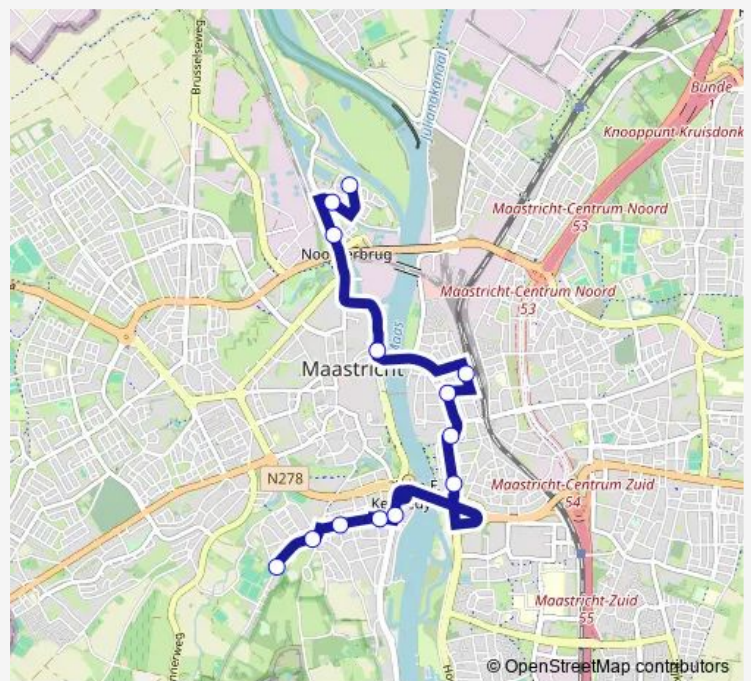 Brusselseweg
Julianakanaal
Bunde
1
Knooppunt Kruisdonk
Maastricht-Centrum Noord
53
Maastricht-Centrum Noord
53
Maas
Maastricht
N278
Maastricht-Centrum Zuid
54
Maastricht-Zuid
55
© OpenStreetMap contributors